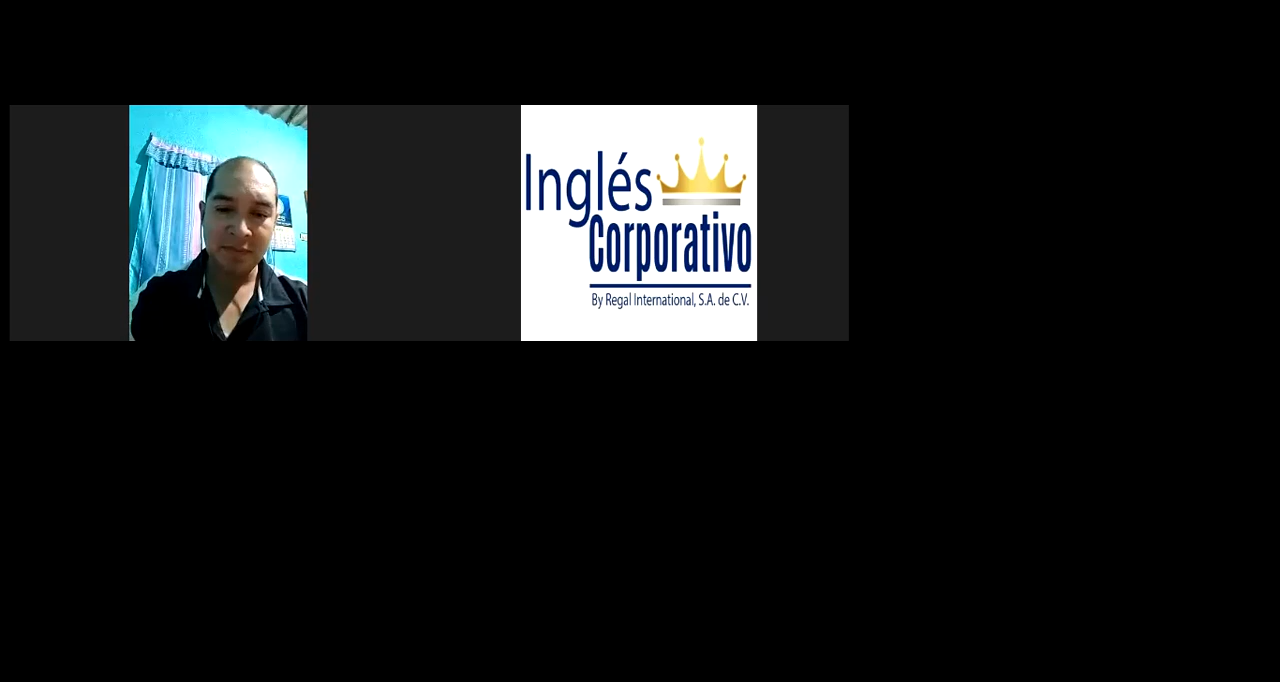 Inglés
Corporativo
By Regal International, S.A. de C.V.